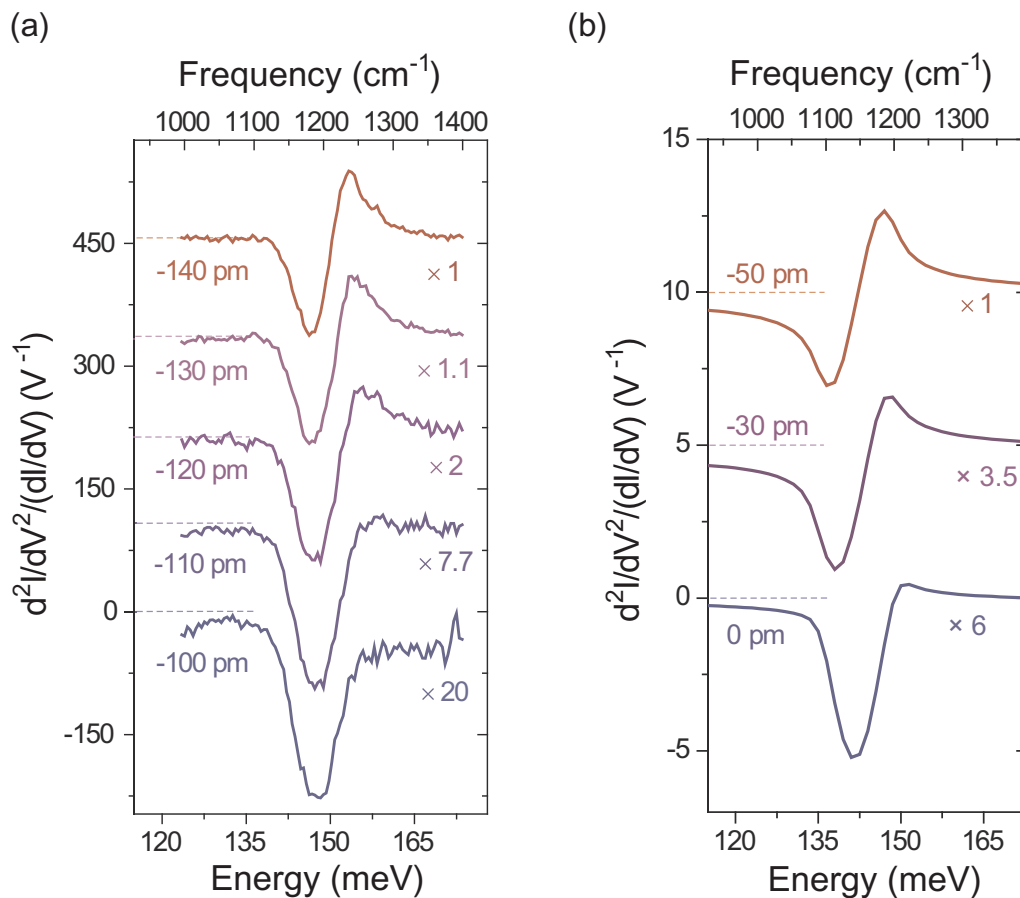 (a)
Frequency (cm⁻¹)
1000 1100 1200 1300 1400
450
300
150
0
-150
d²I/dV²/(dI/dV) (V⁻¹)
-140 pm × 1
-130 pm × 1.1
-120 pm × 2
-110 pm × 7.7
-100 pm × 20
120 135 150 165
Energy (meV)
(b)
Frequency (cm⁻¹)
1000 1100 1200 1300
15
10
5
0
-5
d²I/dV²/(dI/dV) (V⁻¹)
-50 pm × 1
-30 pm × 3.5
0 pm × 6
120 135 150 165
Energy (meV)